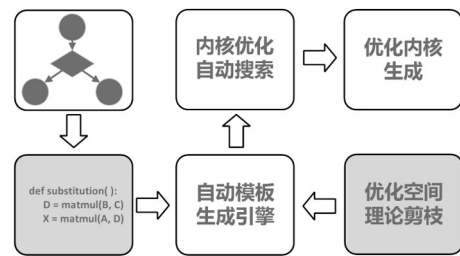 内核优化
自动搜索
优化内核
生成
def substitution( ):
D = matmul(B, C)
X = matmul(A, D)
自动模板
生成引擎
优化空间
理论剪枝